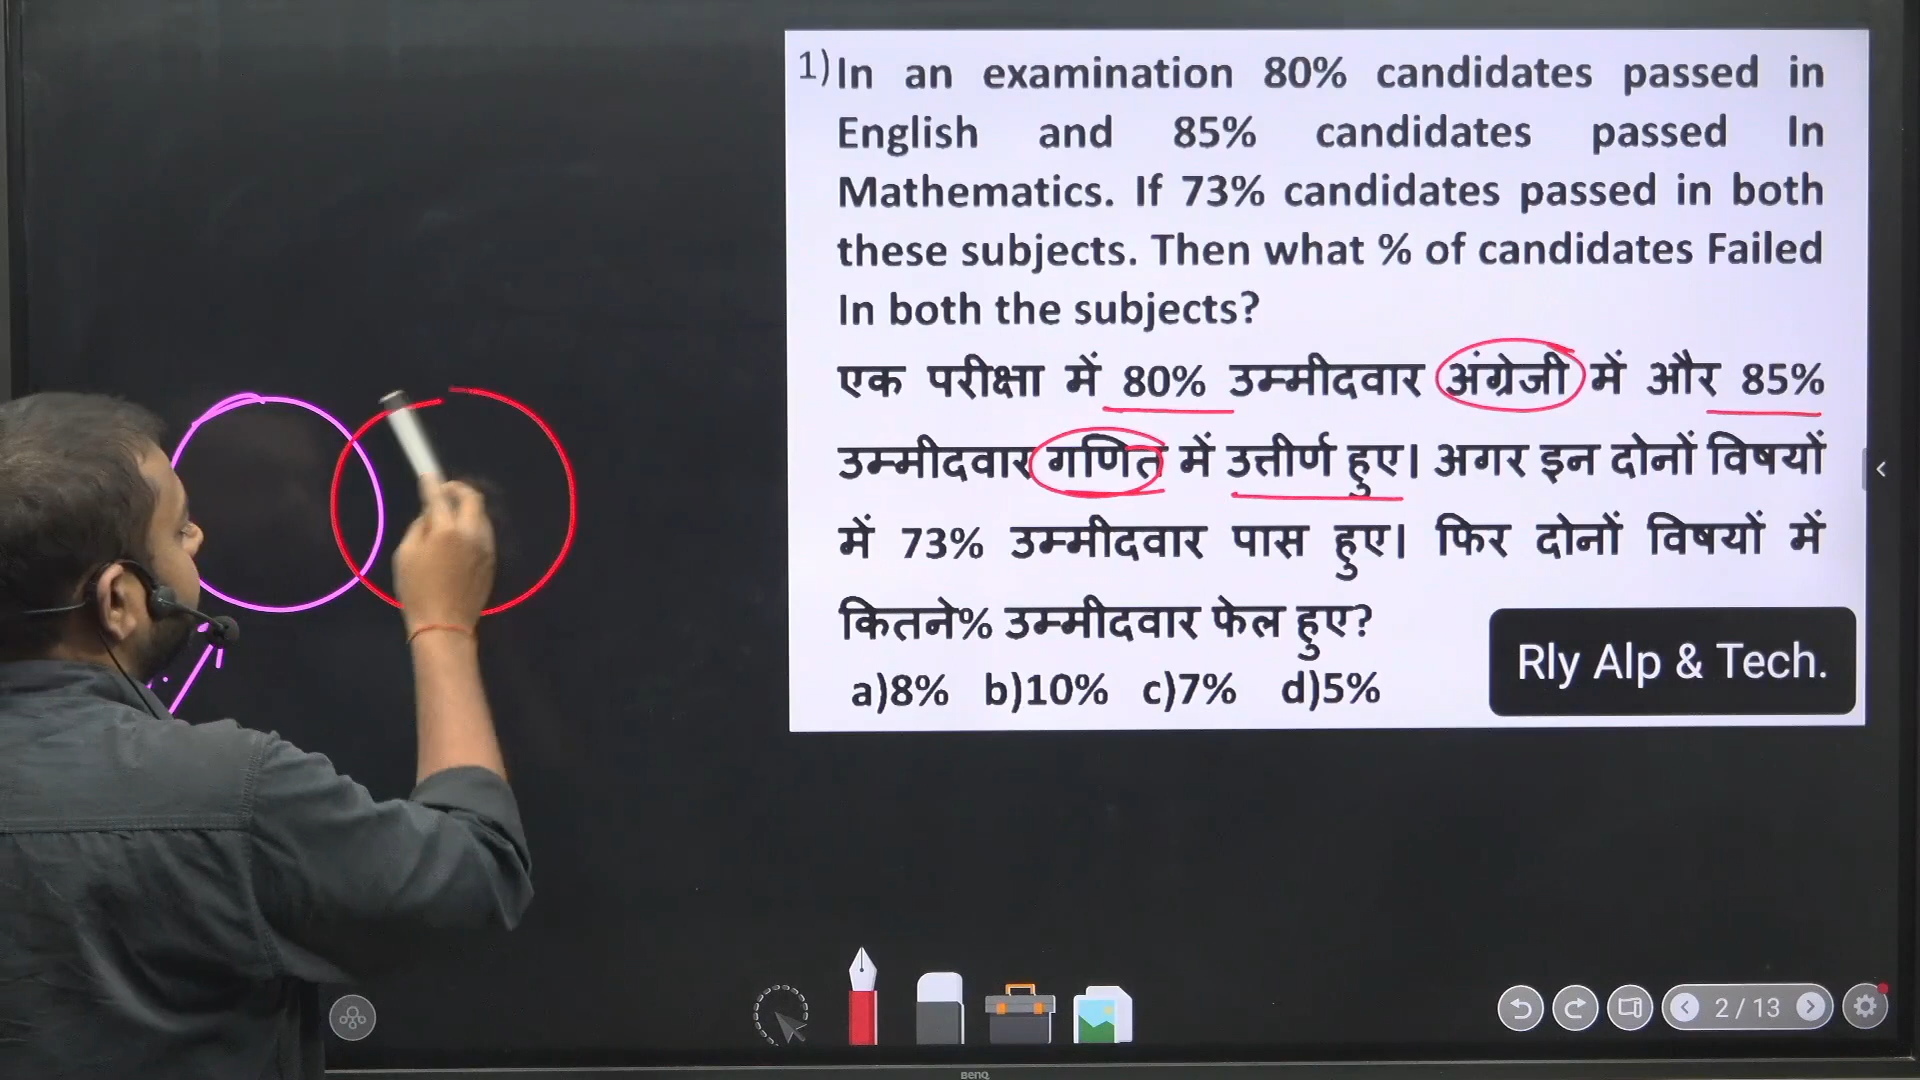 1) In an examination 80% candidates passed in
English and 85% candidates passed In
Mathematics. If 73% candidates passed in both
these subjects. Then what % of candidates Failed
In both the subjects?
एक परीक्षा में 80% उम्मीदवार अंग्रेजी में और 85%
उम्मीदवार गणित में उत्तीर्ण हुए। अगर इन दोनों विषयों
में 73% उम्मीदवार पास हुए। फिर दोनों विषयों में
कितने% उम्मीदवार फेल हुए?
a)8% b)10% c)7% d)5%
Rly Alp & Tech.
2 / 13
BENQ